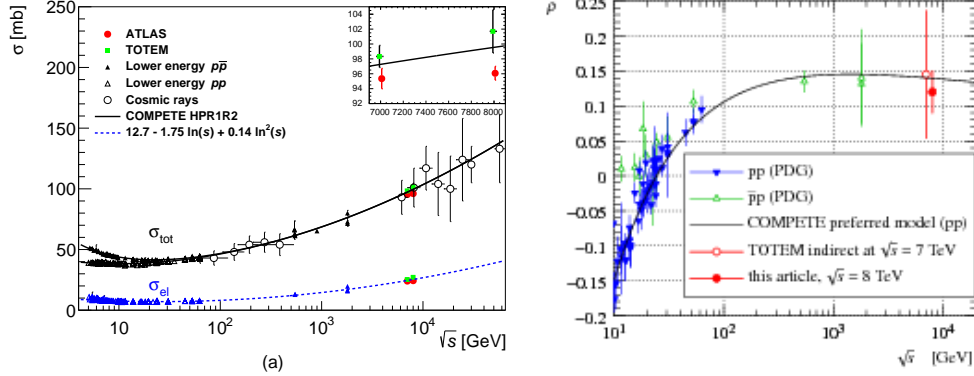 σ [mb]
300
250
200
150
100
50
0
ATLAS
TOTEM
Lower energy pp̅
Lower energy pp
Cosmic rays
COMPETE HPR1R2
12.7 - 1.75 ln(s) + 0.14 ln²(s)
104
102
100
98
96
94
92
7000 7200 7400 7600 7800 8000
σtot
σel
10 10² 10³ 10⁴
√s [GeV]
(a)
ρ
0.2
0.15
0.1
0.05
0
−0.05
−0.1
−0.15
−0.2
pp (PDG)
p̅p (PDG)
COMPETE preferred model (pp)
TOTEM indirect at √s = 7 TeV
this article, √s = 8 TeV
10¹ 10² 10³ 10⁴
√s [GeV]